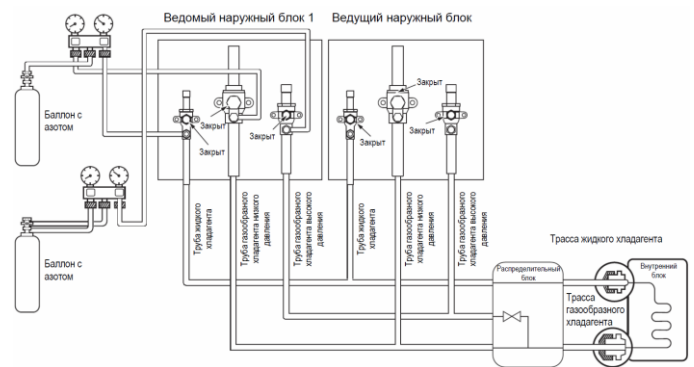 Ведомый наружный блок 1
Ведущий наружный блок
Баллон с
азотом
Закрыт
Закрыт
Закрыт
Закрыт
Закрыт
Закрыт
Баллон с
азотом
Труба жидкого
хладагента
Труба газообразного
хладагента низкого
давления
Труба газообразного
хладагента высокого
давления
Труба жидкого
хладагента
Труба газообразного
хладагента низкого
давления
Труба газообразного
хладагента высокого
давления
Трасса жидкого хладагента
Распределительный
блок
Внутренний
блок
Трасса
газообразного
хладагента